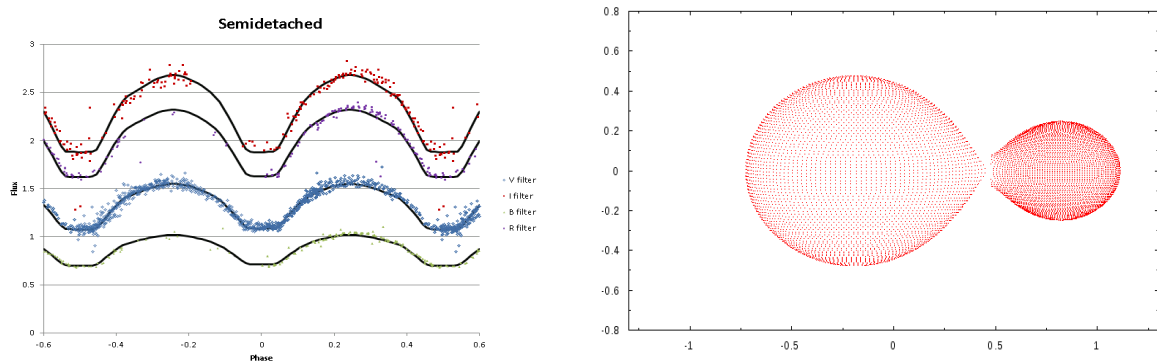 Semidetached
3
2.5
2
1.5
1
0.5
0
-0.6 -0.4 -0.2 0 0.2 0.4 0.6
Flux
Phase
V filter
I filter
B filter
R filter
0.8
0.6
0.4
0.2
0
-0.2
-0.4
-0.6
-0.8
-1 -0.5 0 0.5 1